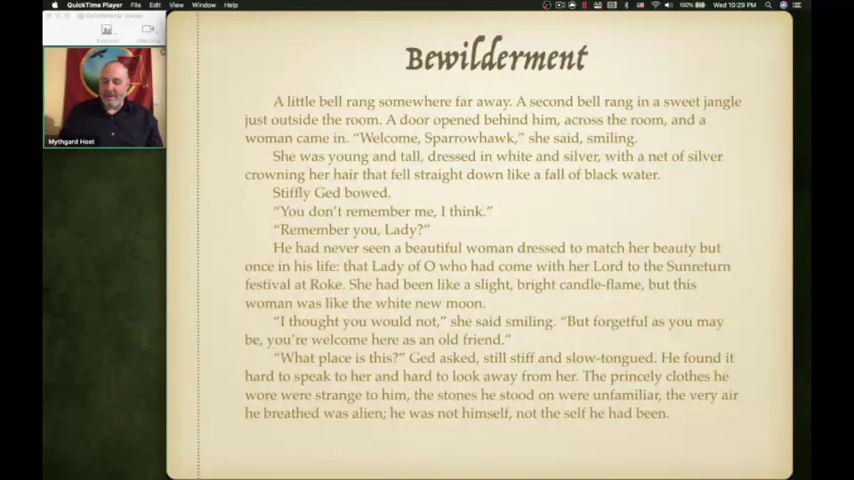 QuickTime Player File Edit View Window Help 100% Wed 10:29 PM
Bewilderment
A little bell rang somewhere far away. A second bell rang in a sweet jangle
just outside the room. A door opened behind him, across the room, and a
woman came in. “Welcome, Sparrowhawk,” she said, smiling.
She was young and tall, dressed in white and silver, with a net of silver
crowning her hair that fell straight down like a fall of black water.
Stiffly Ged bowed.
“You don’t remember me, I think.”
“Remember you, Lady?”
He had never seen a beautiful woman dressed to match her beauty but
once in his life: that Lady of O who had come with her Lord to the Sunreturn
festival at Roke. She had been like a slight, bright candle-flame, but this
woman was like the white new moon.
“I thought you would not,” she said smiling. “But forgetful as you may
be, you’re welcome here as an old friend.”
“What place is this?” Ged asked, still stiff and slow-tongued. He found it
hard to speak to her and hard to look away from her. The princely clothes he
wore were strange to him, the stones he stood on were unfamiliar, the very air
he breathed was alien; he was not himself, not the self he had been.
Mythgard Host